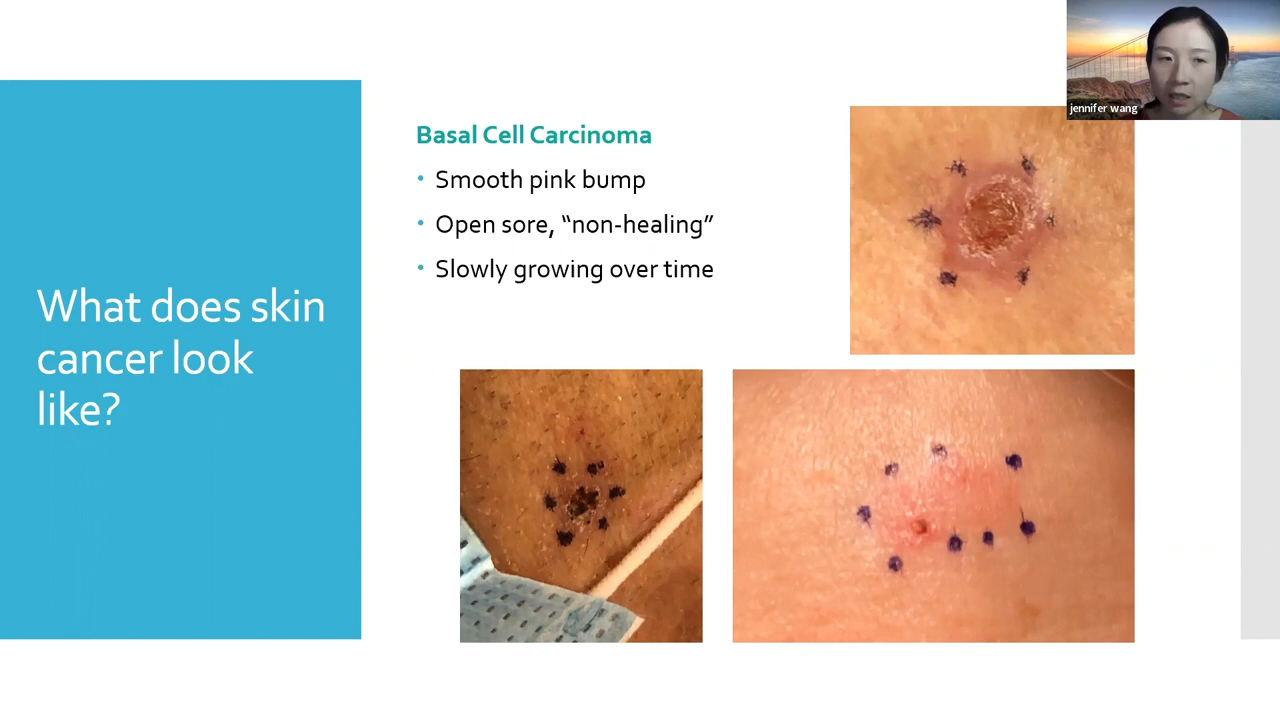 What does skin
cancer look
like?
Basal Cell Carcinoma
• Smooth pink bump
• Open sore, “non-healing”
• Slowly growing over time
jennifer wang